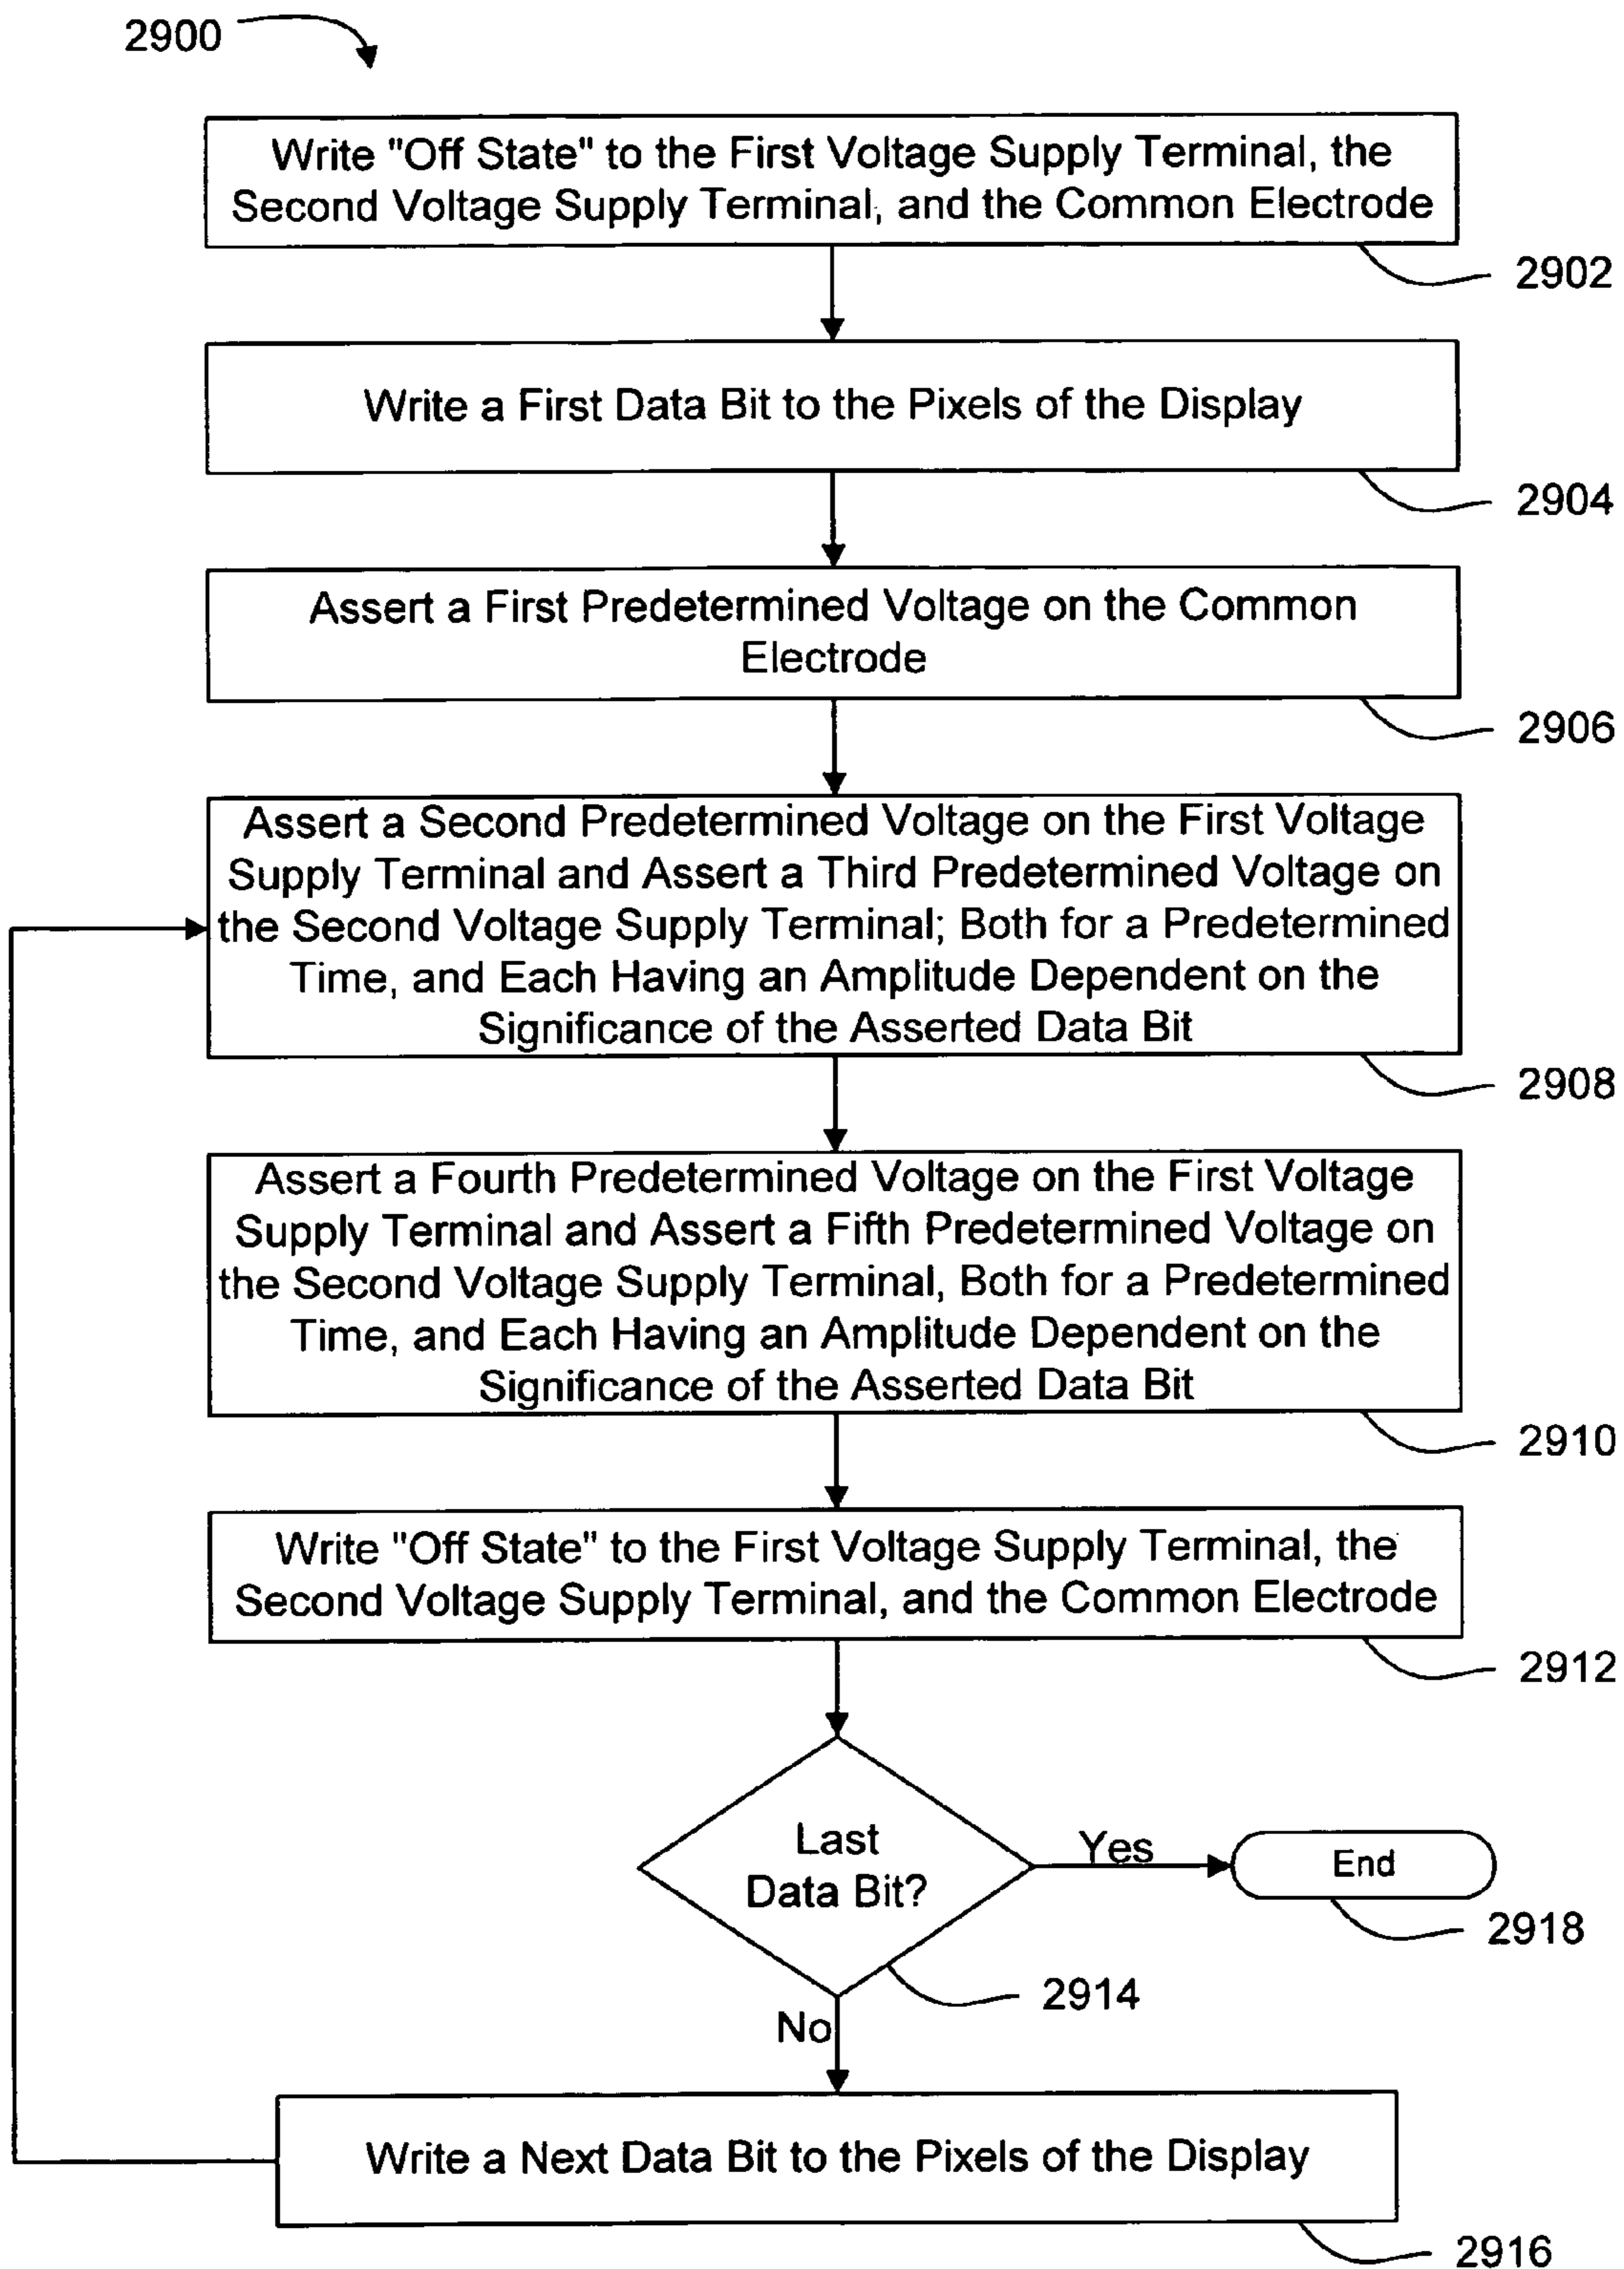 2900
Write "Off State" to the First Voltage Supply Terminal, the
Second Voltage Supply Terminal, and the Common Electrode
2902
Write a First Data Bit to the Pixels of the Display
2904
Assert a First Predetermined Voltage on the Common
Electrode
2906
Assert a Second Predetermined Voltage on the First Voltage
Supply Terminal and Assert a Third Predetermined Voltage on
the Second Voltage Supply Terminal; Both for a Predetermined
Time, and Each Having an Amplitude Dependent on the
Significance of the Asserted Data Bit
2908
Assert a Fourth Predetermined Voltage on the First Voltage
Supply Terminal and Assert a Fifth Predetermined Voltage on
the Second Voltage Supply Terminal, Both for a Predetermined
Time, and Each Having an Amplitude Dependent on the
Significance of the Asserted Data Bit
2910
Write "Off State" to the First Voltage Supply Terminal, the
Second Voltage Supply Terminal, and the Common Electrode
2912
Last
Data Bit?
Yes
End
2918
2914
No
Write a Next Data Bit to the Pixels of the Display
2916